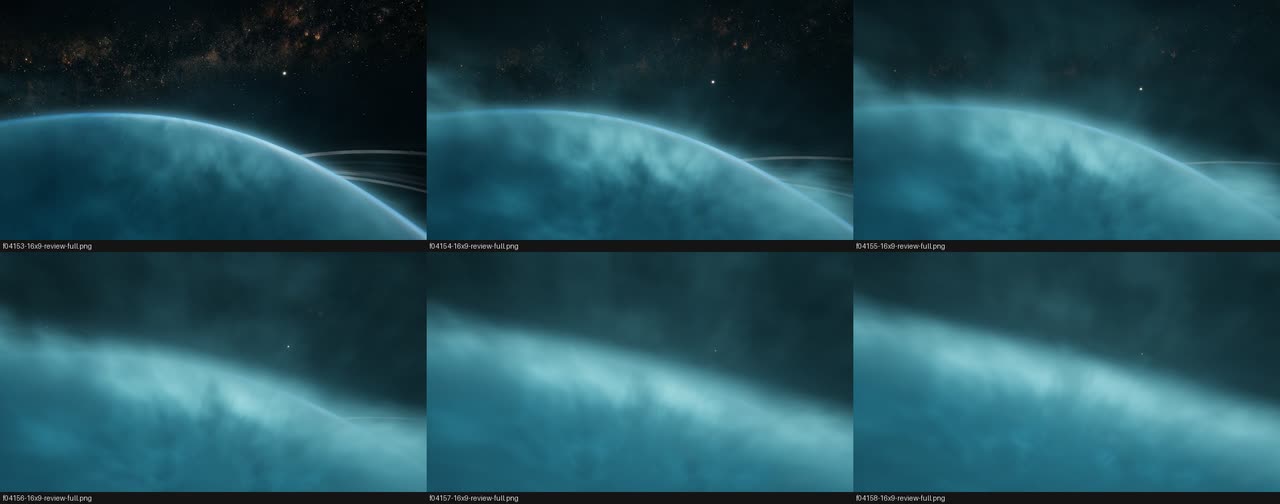 f04153-16x9-review-full.png
f04154-16x9-review-full.png
f04155-16x9-review-full.png
f04156-16x9-review-full.png
f04157-16x9-review-full.png
f04158-16x9-review-full.png